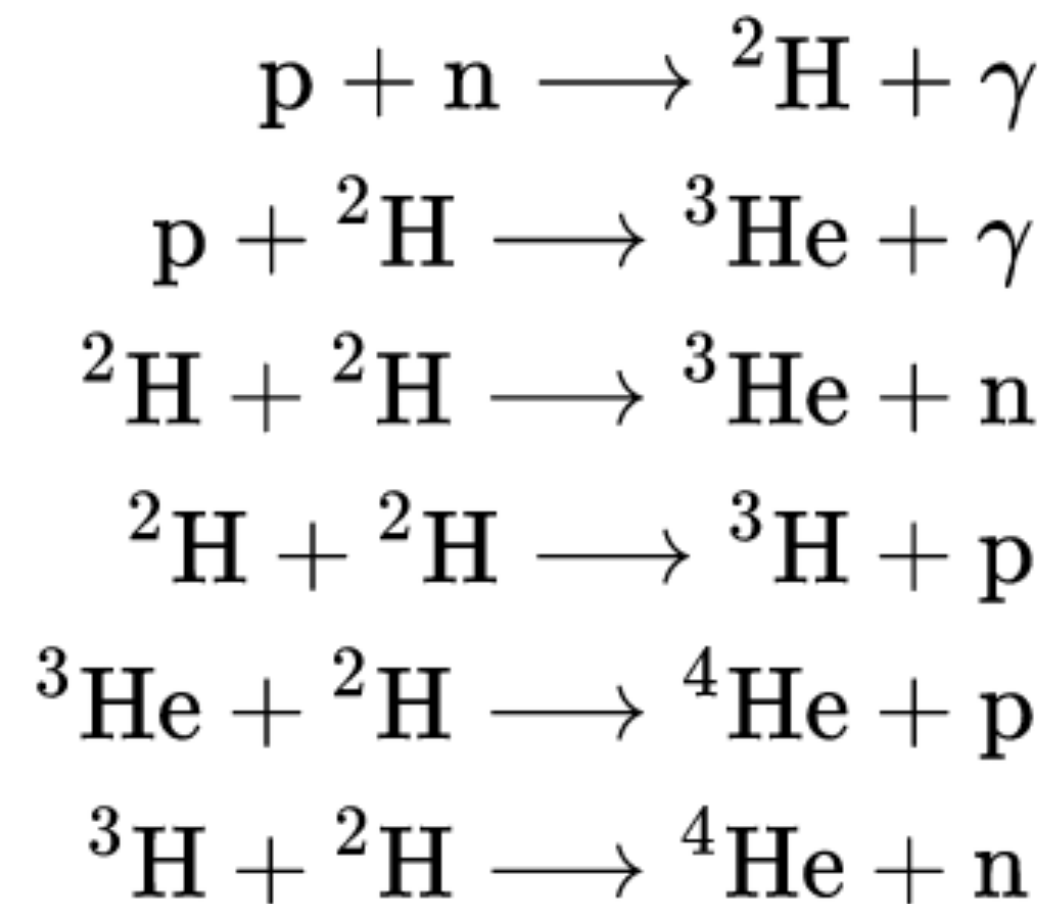 p + n ⟶ ²H + γ
p + ²H ⟶ ³He + γ
²H + ²H ⟶ ³He + n
²H + ²H ⟶ ³H + p
³He + ²H ⟶ ⁴He + p
³H + ²H ⟶ ⁴He + n